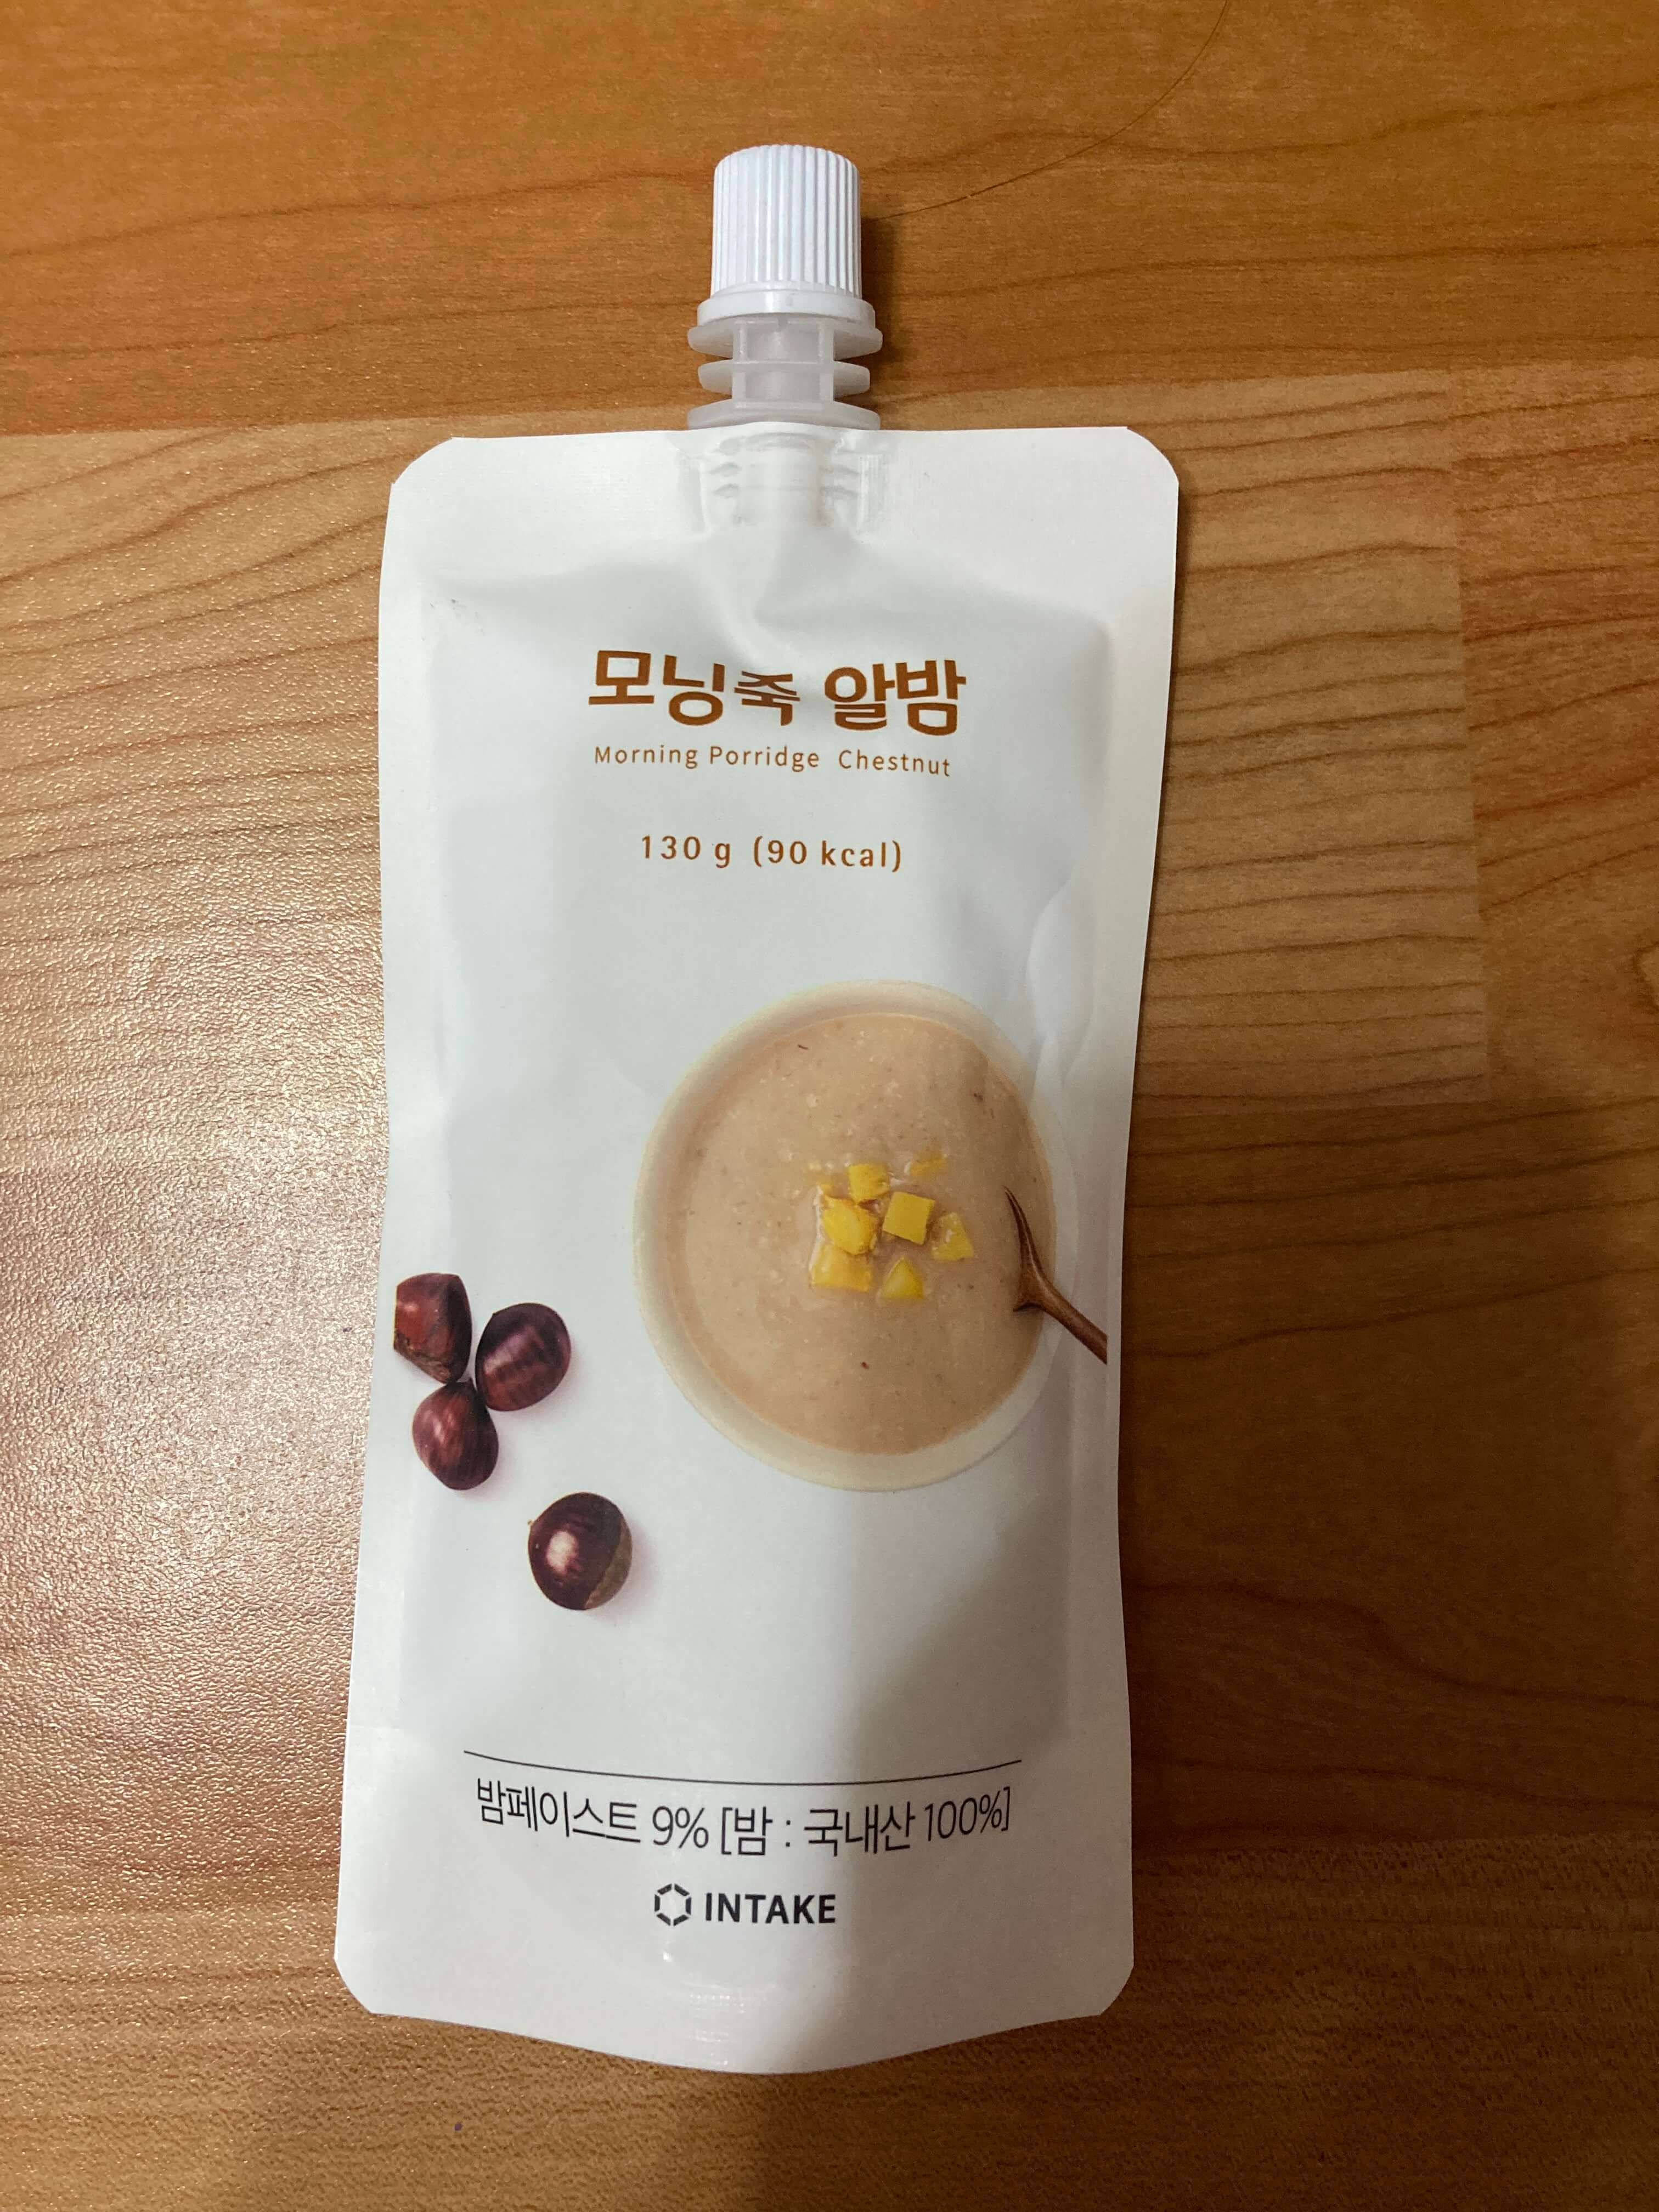 모닝죽 알밤
Morning Porridge Chestnut
130 g (90 kcal)
밤페이스트 9% [밤 : 국내산 100%]
INTAKE